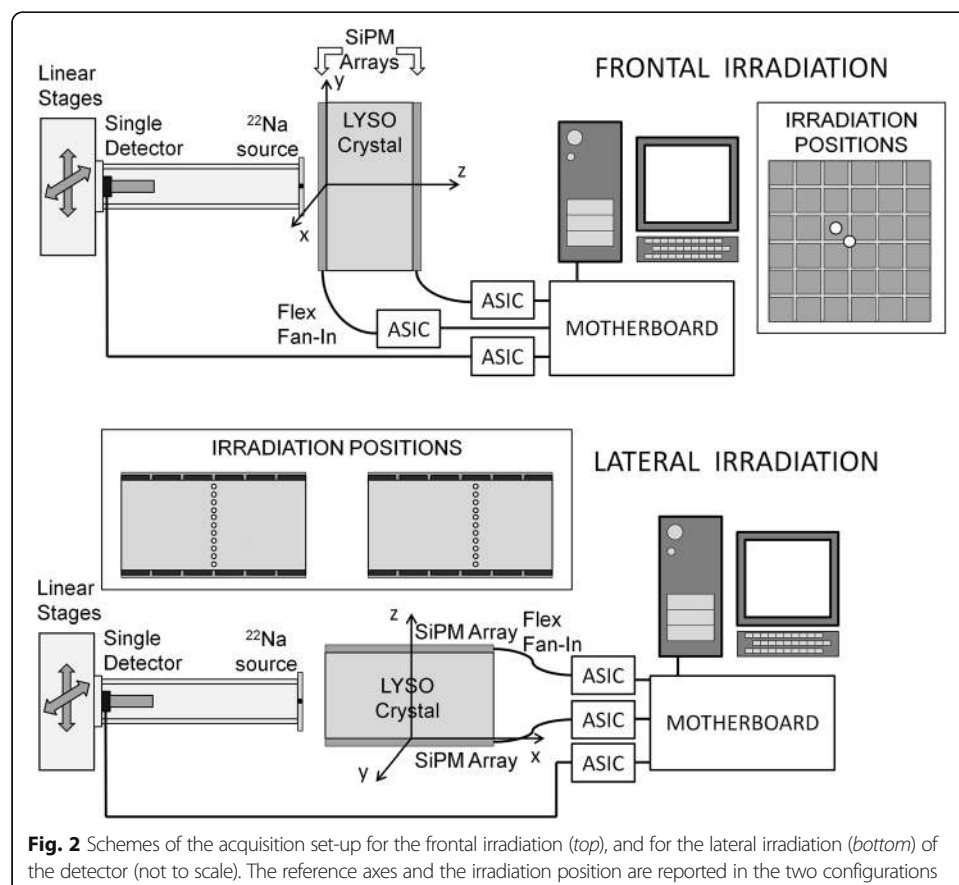 SiPM
Arrays
FRONTAL IRRADIATION
Linear
Stages
Single
Detector
²²Na
source
y
LYSO
Crystal
z
x
IRRADIATION
POSITIONS
Flex
Fan-In
ASIC
ASIC
ASIC
MOTHERBOARD
IRRADIATION POSITIONS
LATERAL IRRADIATION
Linear
Stages
Single
Detector
²²Na
source
z
SiPM Array
Flex
Fan-In
LYSO
Crystal
ASIC
ASIC
ASIC
MOTHERBOARD
x
y
SiPM Array
Fig. 2 Schemes of the acquisition set-up for the frontal irradiation (top), and for the lateral irradiation (bottom) of
the detector (not to scale). The reference axes and the irradiation position are reported in the two configurations